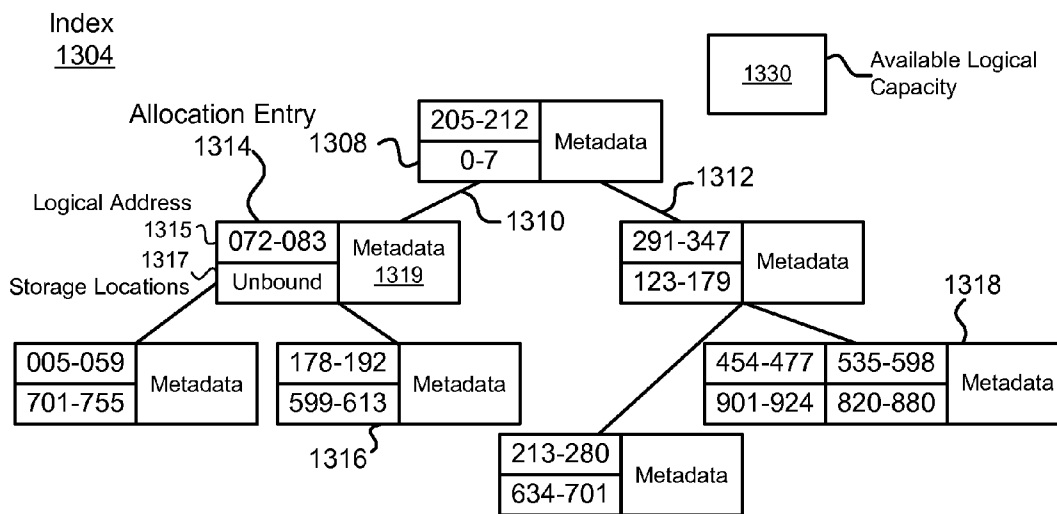 Index
1304
1330
Available Logical
Capacity
Allocation Entry
1314
1308
205-212
0-7
Metadata
1310
1312
Logical Address
1315
1317
Storage Locations
072-083
Unbound
Metadata
1319
291-347
123-179
Metadata
1318
005-059
701-755
Metadata
178-192
599-613
Metadata
1316
454-477
535-598
901-924
820-880
Metadata
213-280
634-701
Metadata